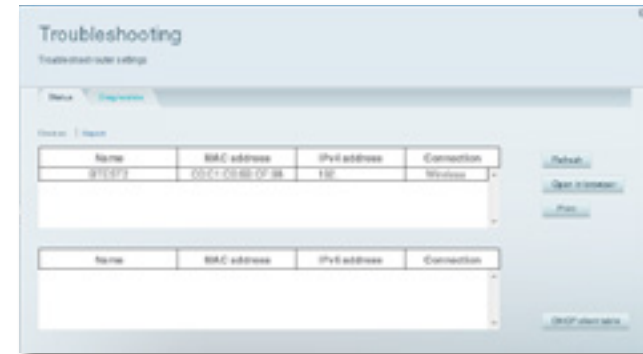 Troubleshooting
Troubleshoot router settings
Status Diagnostics
Devices | Report
Name MAC address IPv4 address Connection
192. Wireless
Refresh
Open in browser
Print
Name MAC address IPv6 address Connection
DHCP client table